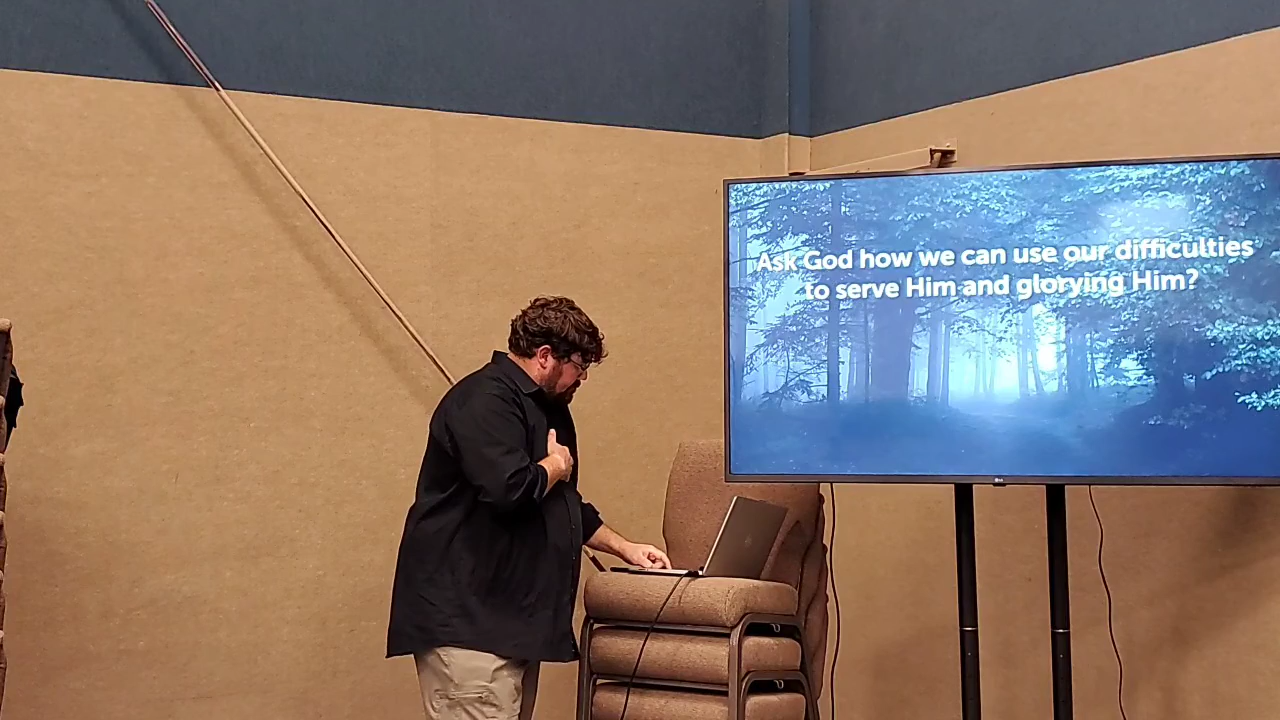 Ask God how we can use our difficulties
to serve Him and glorying Him?